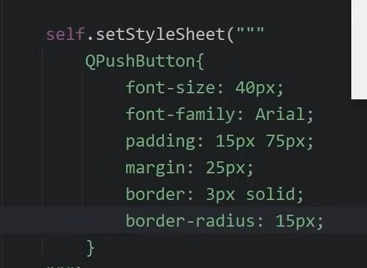 self.setStyleSheet("""
QPushButton{
font-size: 40px;
font-family: Arial;
padding: 15px 75px;
margin: 25px;
border: 3px solid;
border-radius: 15px;
}